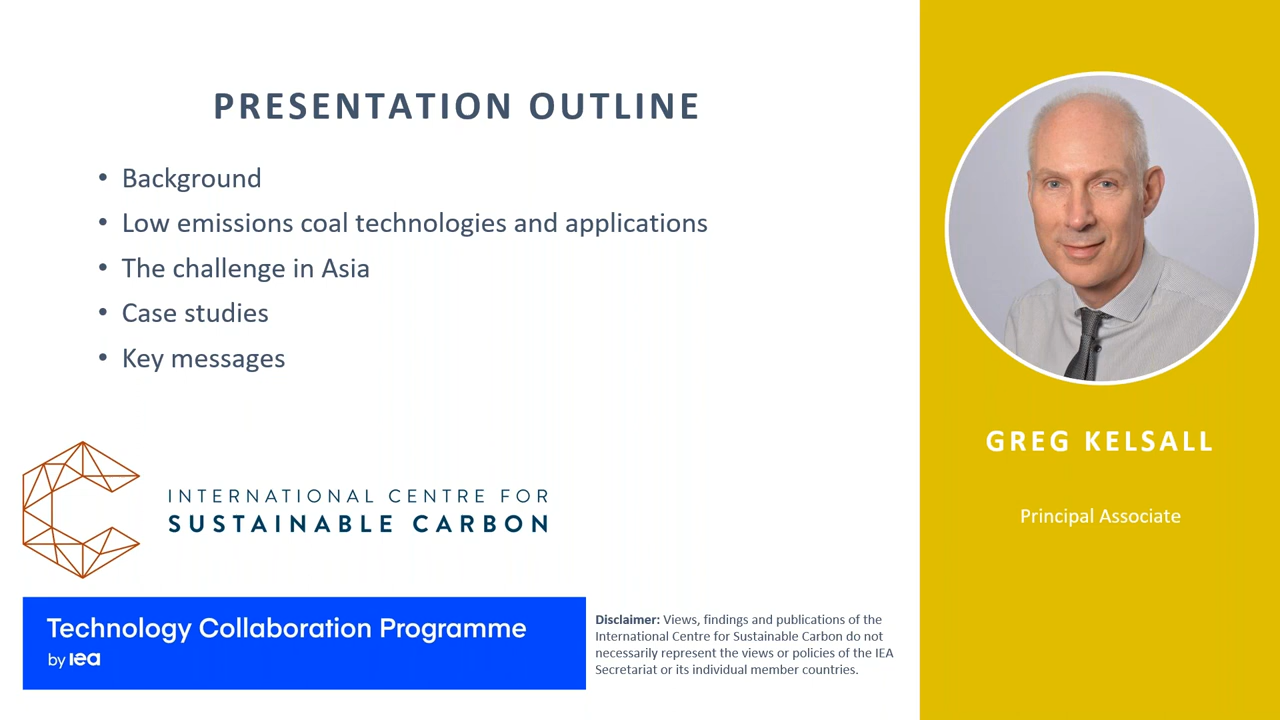 PRESENTATION OUTLINE
• Background
• Low emissions coal technologies and applications
• The challenge in Asia
• Case studies
• Key messages
INTERNATIONAL CENTRE FOR
SUSTAINABLE CARBON
Technology Collaboration Programme
by iea
Disclaimer: Views, findings and publications of the
International Centre for Sustainable Carbon do not
necessarily represent the views or policies of the IEA
Secretariat or its individual member countries.
GREG KELSALL
Principal Associate